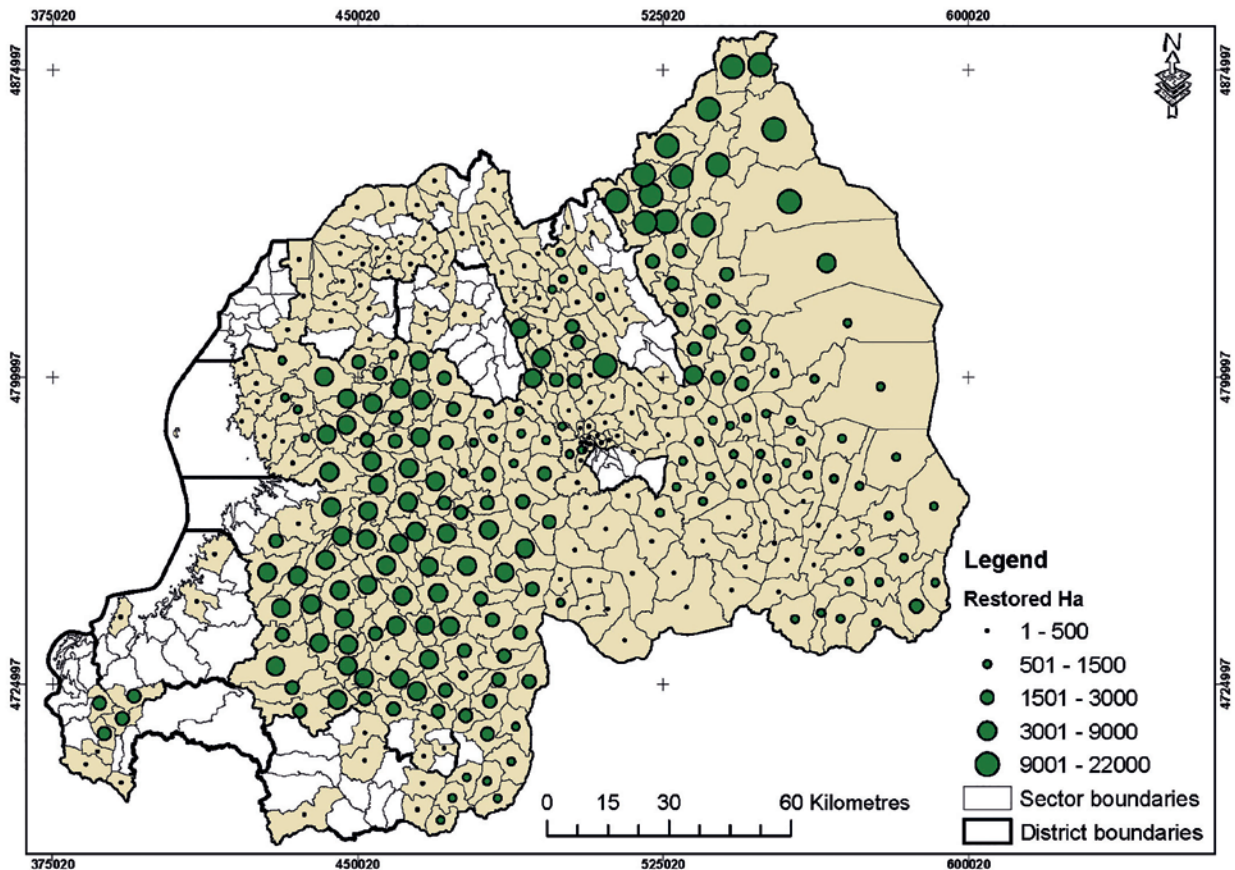 375020 450020 525020 600020
4874997 4874997
N
4799997 4799997
4724997 4724997
Legend
Restored Ha
1 - 500
501 - 1500
1501 - 3000
3001 - 9000
9001 - 22000
Sector boundaries
District boundaries
0 15 30 60 Kilometres
375020 450020 525020 600020